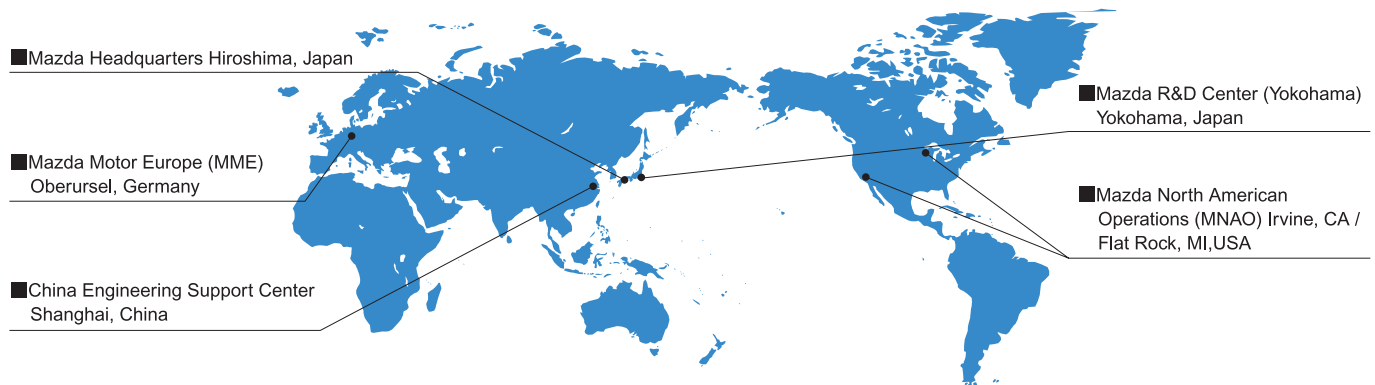 ■Mazda Headquarters Hiroshima, Japan
■Mazda Motor Europe (MME)
Oberursel, Germany
■China Engineering Support Center
Shanghai, China
■Mazda R&D Center (Yokohama)
Yokohama, Japan
■Mazda North American
Operations (MNAO) Irvine, CA /
Flat Rock, MI,USA